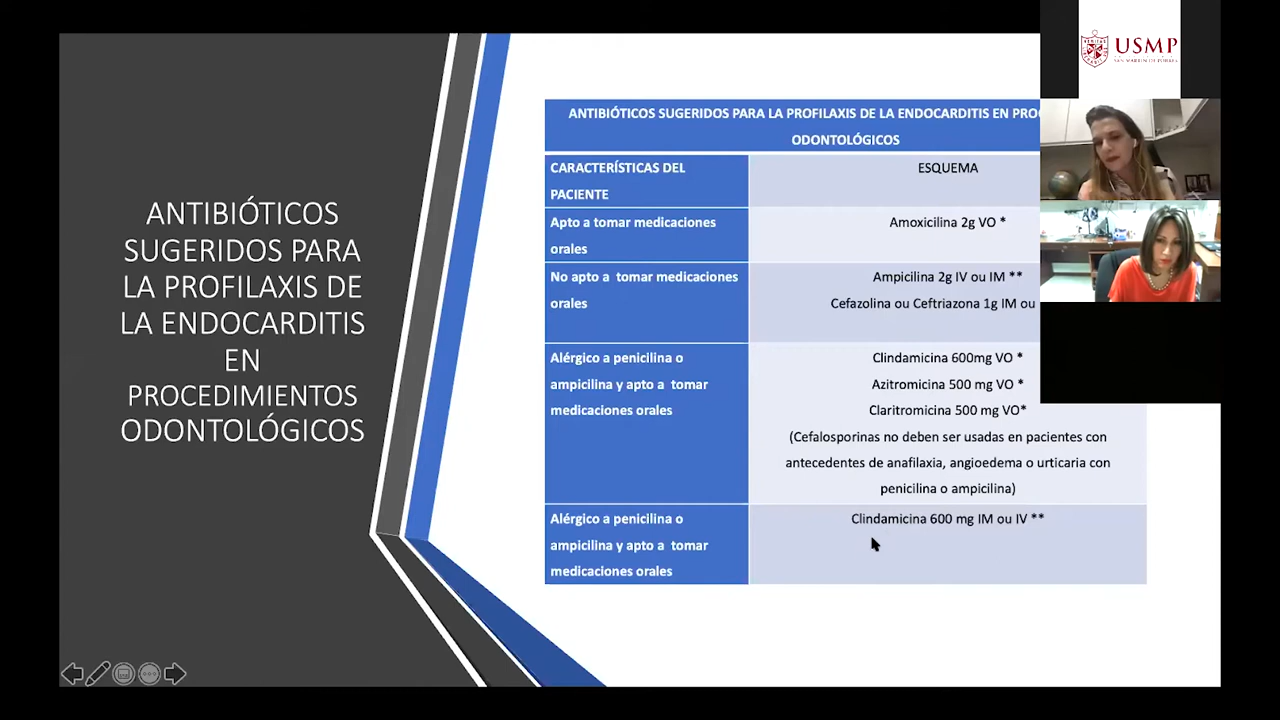 ANTIBIÓTICOS
SUGERIDOS PARA
LA PROFILAXIS DE
LA ENDOCARDITIS
EN
PROCEDIMIENTOS
ODONTOLÓGICOS
ANTIBIÓTICOS SUGERIDOS PARA LA PROFILAXIS DE LA ENDOCARDITIS EN PRO
ODONTOLÓGICOS
CARACTERÍSTICAS DEL
PACIENTE
ESQUEMA
Apto a tomar medicaciones
orales
Amoxicilina 2g VO *
No apto a tomar medicaciones
orales
Ampicilina 2g IV ou IM **
Cefazolina ou Ceftriazona 1g IM ou
Alérgico a penicilina o
ampicilina y apto a tomar
medicaciones orales
Clindamicina 600mg VO *
Azitromicina 500 mg VO *
Claritromicina 500 mg VO*
(Cefalosporinas no deben ser usadas en pacientes con
antecedentes de anafilaxia, angioedema o urticaria con
penicilina o ampicilina)
Alérgico a penicilina o
ampicilina y apto a tomar
medicaciones orales
Clindamicina 600 mg IM ou IV **
USMP
SAN MARTIN DE PORRES